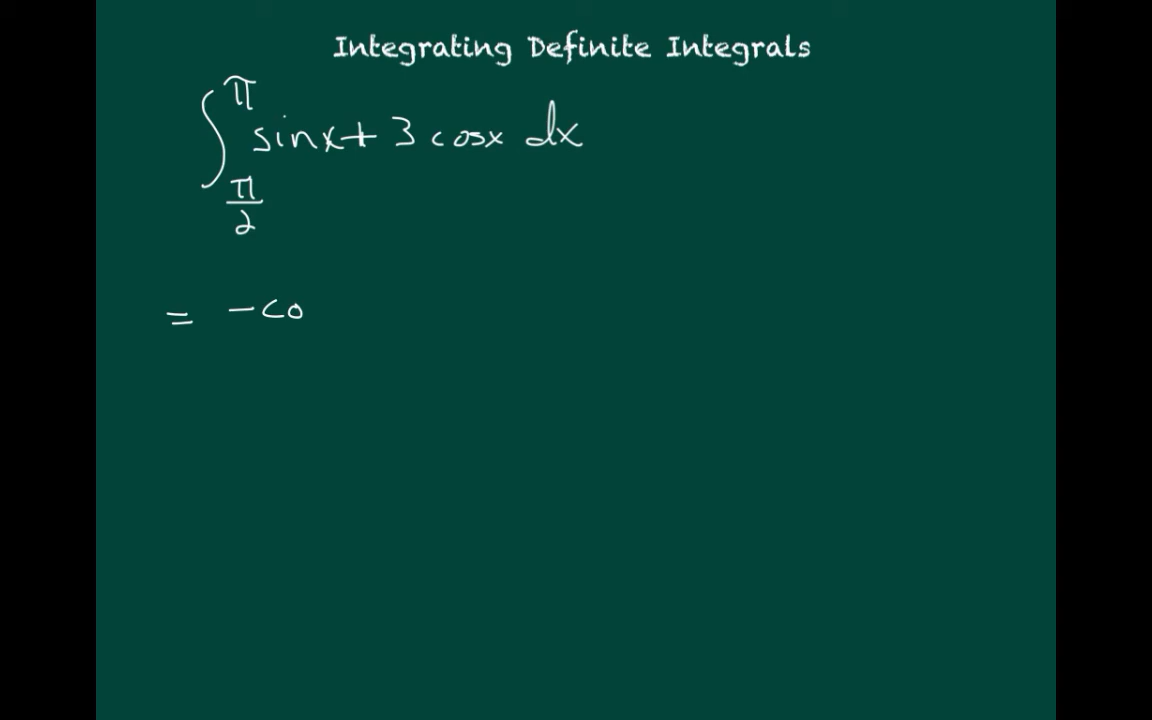 Integrating Definite Integrals
∫_{π/2}^{π} sinx + 3 cosx dx
= -co